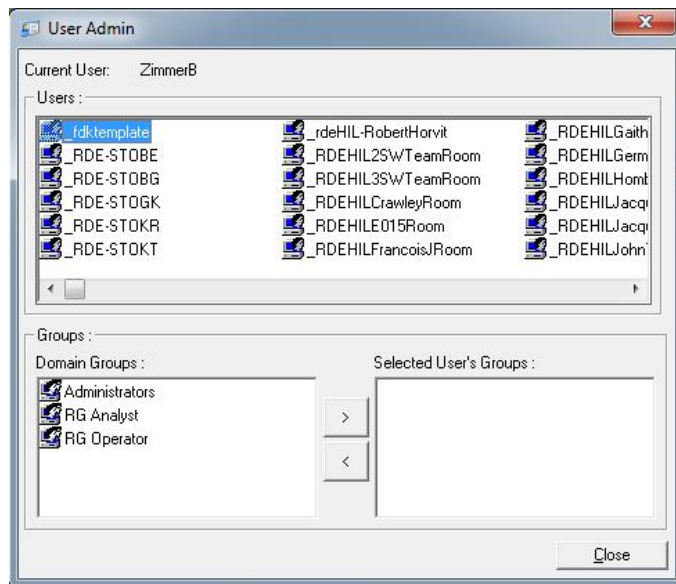 User Admin
Current User: ZimmerB
Users :
_fdktemplate _rdeHIL-RobertHorvit _RDEHILGaith
_RDE-STOBE _RDEHIL2SWTeamRoom _RDEHILGerm
_RDE-STOBG _RDEHIL3SWTeamRoom _RDEHILHomb
_RDE-STOGK _RDEHILCrawleyRoom _RDEHILJacqu
_RDE-STOKR _RDEHILE015Room _RDEHILJacqu
_RDE-STOKT _RDEHILFrancoisJRoom _RDEHILJohn
Groups :
Domain Groups : Selected User's Groups :
Administrators
RG Analyst
RG Operator
>
<
Close